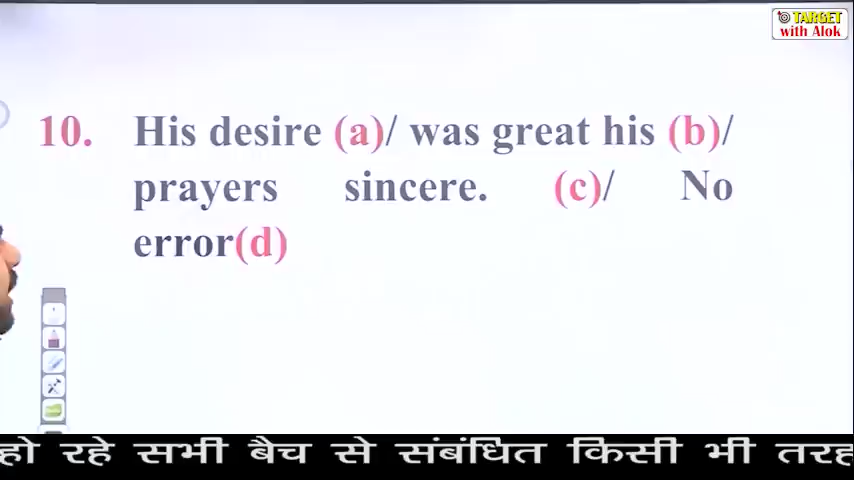 TARGET
with Alok
10. His desire (a)/ was great his (b)/
prayers sincere. (c)/ No
error(d)
हो रहे सभी बैच से संबंधित किसी भी तरह